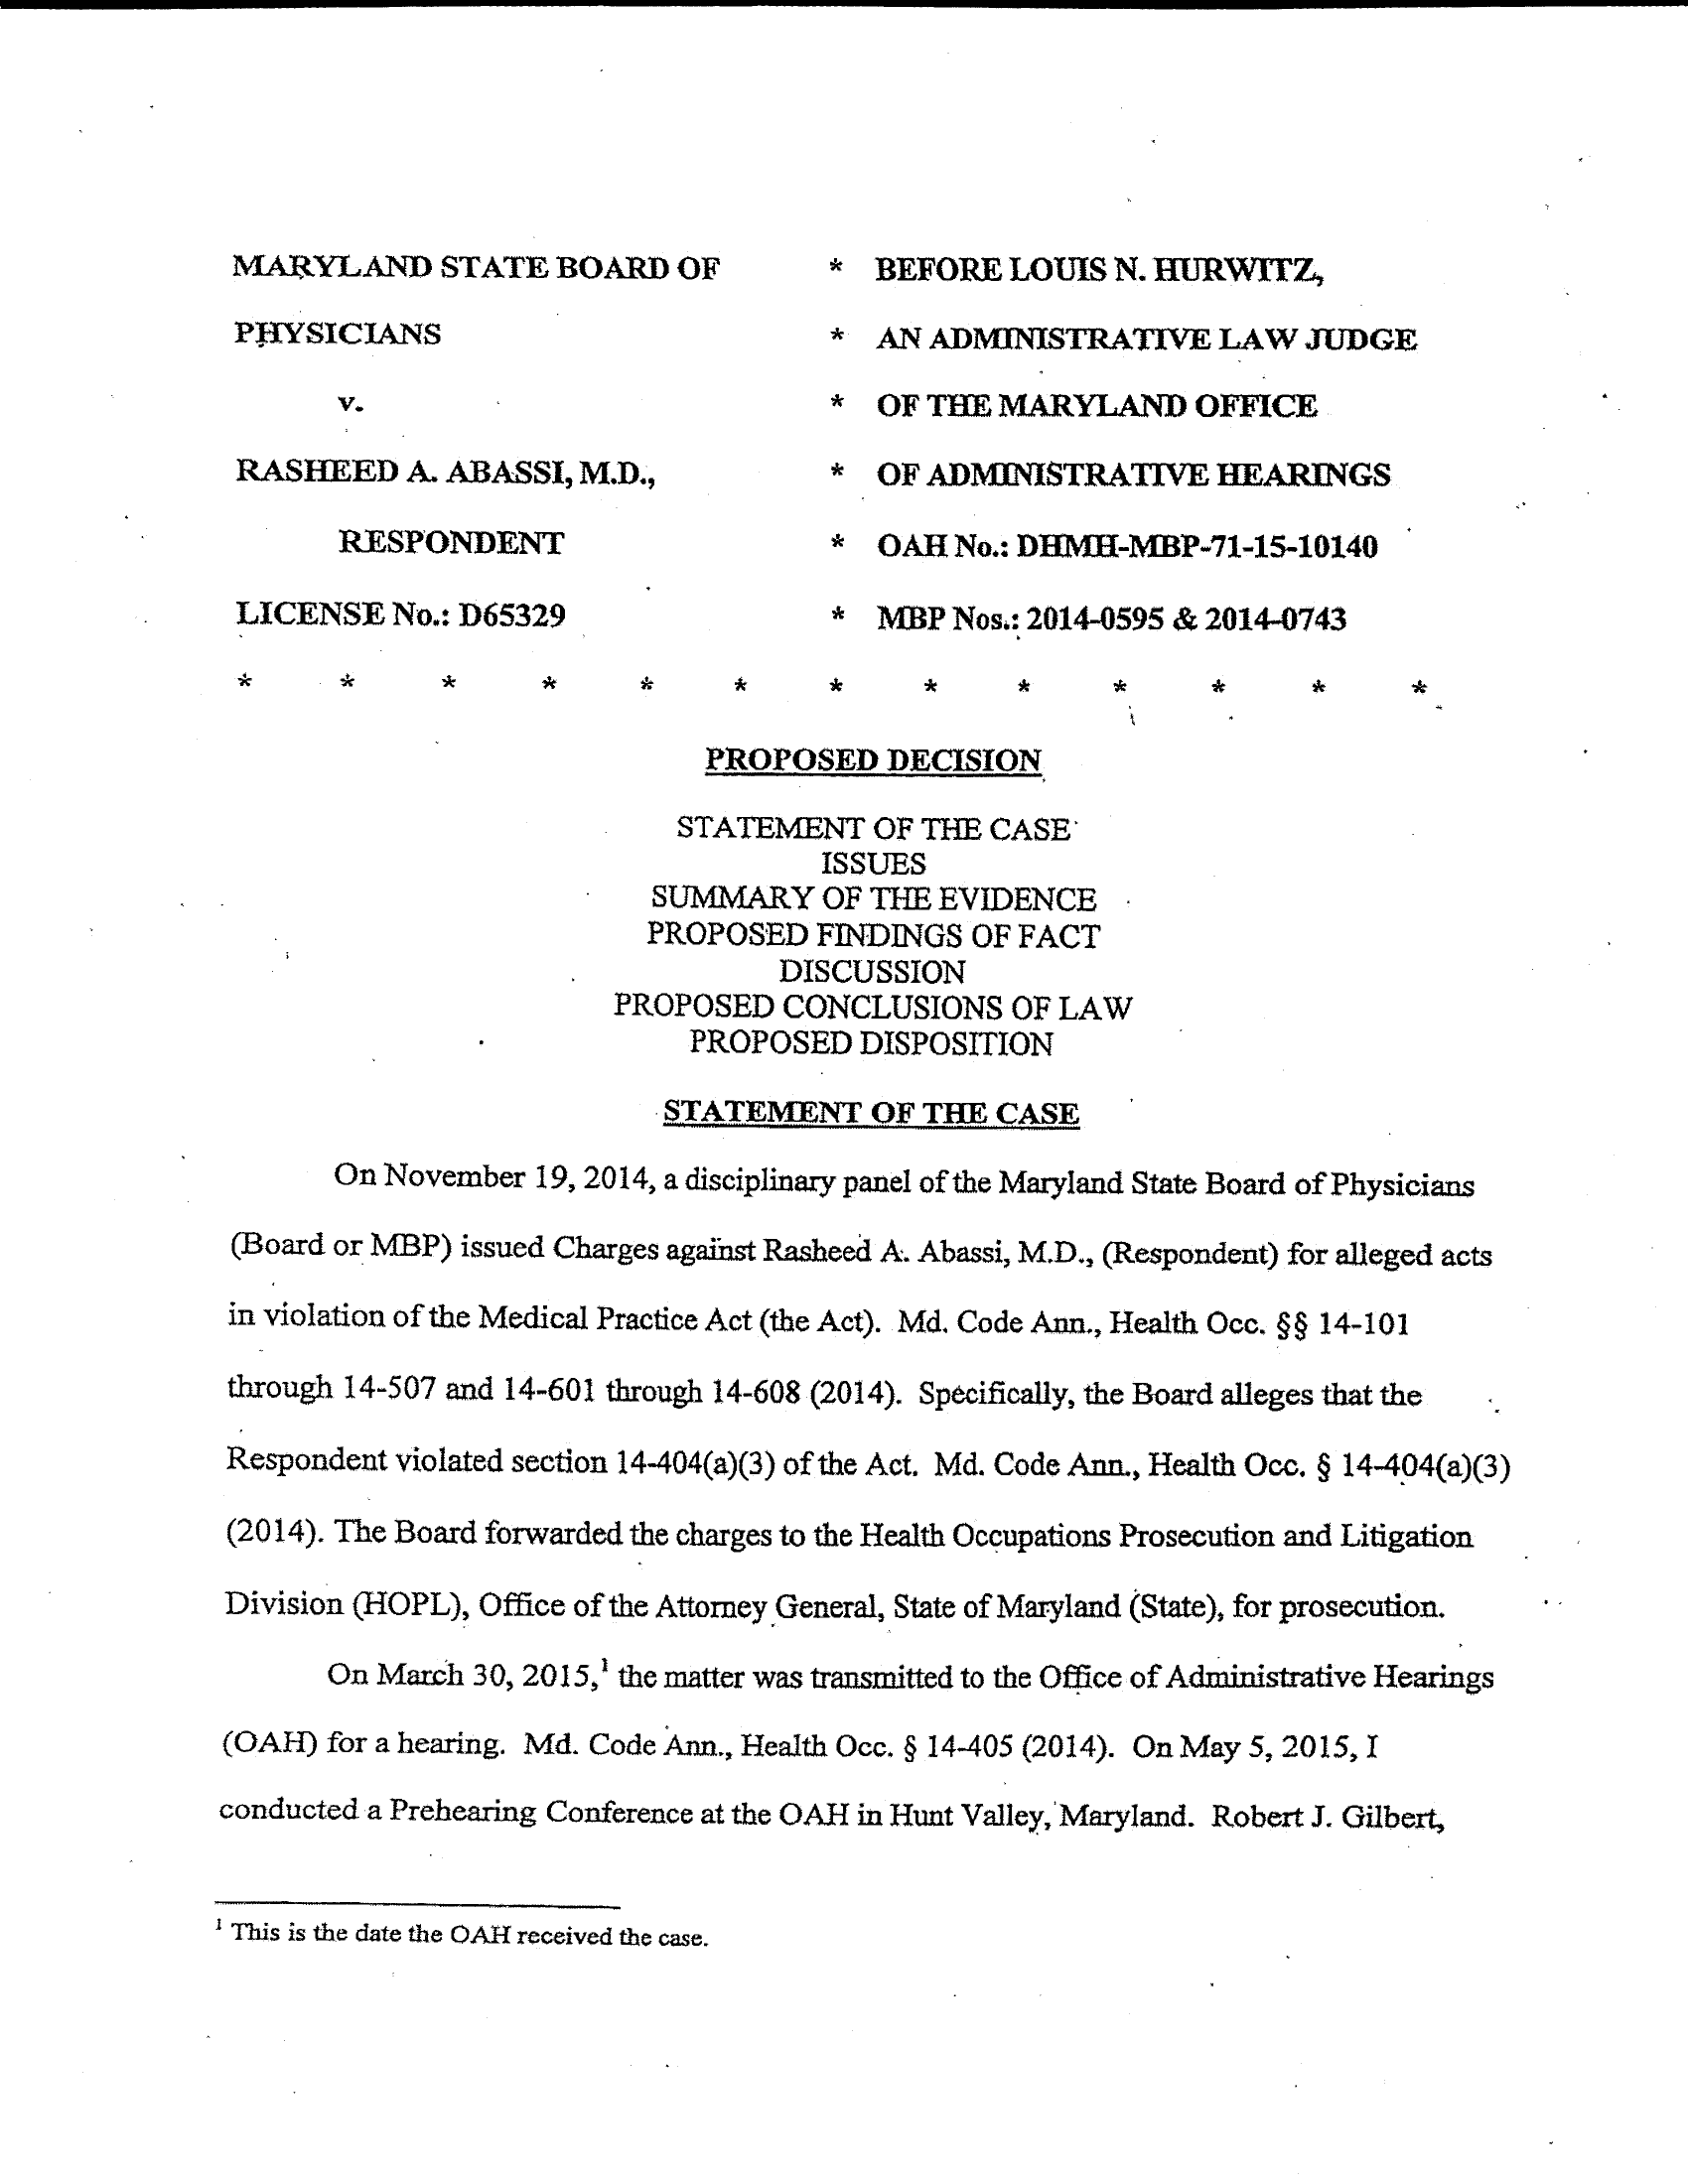 MARYLAND STATE BOARD OF * BEFORE LOUIS N. HURWITZ,
PHYSICIANS * AN ADMINISTRATIVE LAW JUDGE
v. * OF THE MARYLAND OFFICE
RASHEED A. ABASSI, M.D., * OF ADMINISTRATIVE HEARINGS
RESPONDENT * OAH No.: DHMH-MBP-71-15-10140
LICENSE No.: D65329 * MBP Nos.: 2014-0595 & 2014-0743
* * * * * * * * * * * * *
PROPOSED DECISION
STATEMENT OF THE CASE
ISSUES
SUMMARY OF THE EVIDENCE
PROPOSED FINDINGS OF FACT
DISCUSSION
PROPOSED CONCLUSIONS OF LAW
PROPOSED DISPOSITION
STATEMENT OF THE CASE
On November 19, 2014, a disciplinary panel of the Maryland State Board of Physicians
(Board or MBP) issued Charges against Rasheed A. Abassi, M.D., (Respondent) for alleged acts
in violation of the Medical Practice Act (the Act). Md. Code Ann., Health Occ. §§ 14-101
through 14-507 and 14-601 through 14-608 (2014). Specifically, the Board alleges that the
Respondent violated section 14-404(a)(3) of the Act. Md. Code Ann., Health Occ. § 14-404(a)(3)
(2014). The Board forwarded the charges to the Health Occupations Prosecution and Litigation
Division (HOPL), Office of the Attorney General, State of Maryland (State), for prosecution.
On March 30, 2015,¹ the matter was transmitted to the Office of Administrative Hearings
(OAH) for a hearing. Md. Code Ann., Health Occ. § 14-405 (2014). On May 5, 2015, I
conducted a Prehearing Conference at the OAH in Hunt Valley, Maryland. Robert J. Gilbert,
¹ This is the date the OAH received the case.